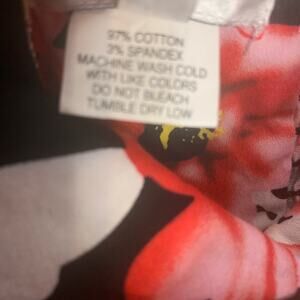 97% COTTON
3% SPANDEX
MACHINE WASH COLD
WITH LIKE COLORS
DO NOT BLEACH
TUMBLE DRY LOW